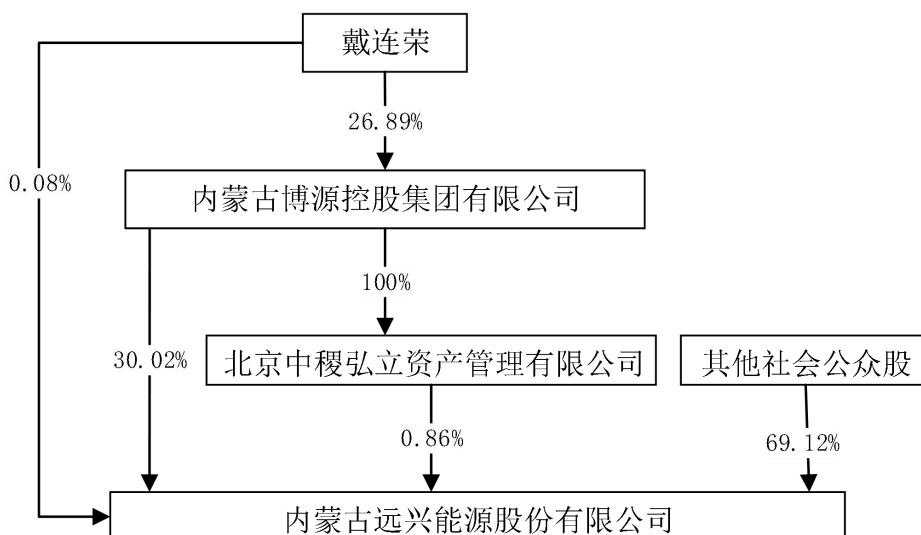 戴连荣
26.89%
0.08%
内蒙古博源控股集团有限公司
100%
30.02%
北京中稷弘立资产管理有限公司
其他社会公众股
0.86%
69.12%
内蒙古远兴能源股份有限公司